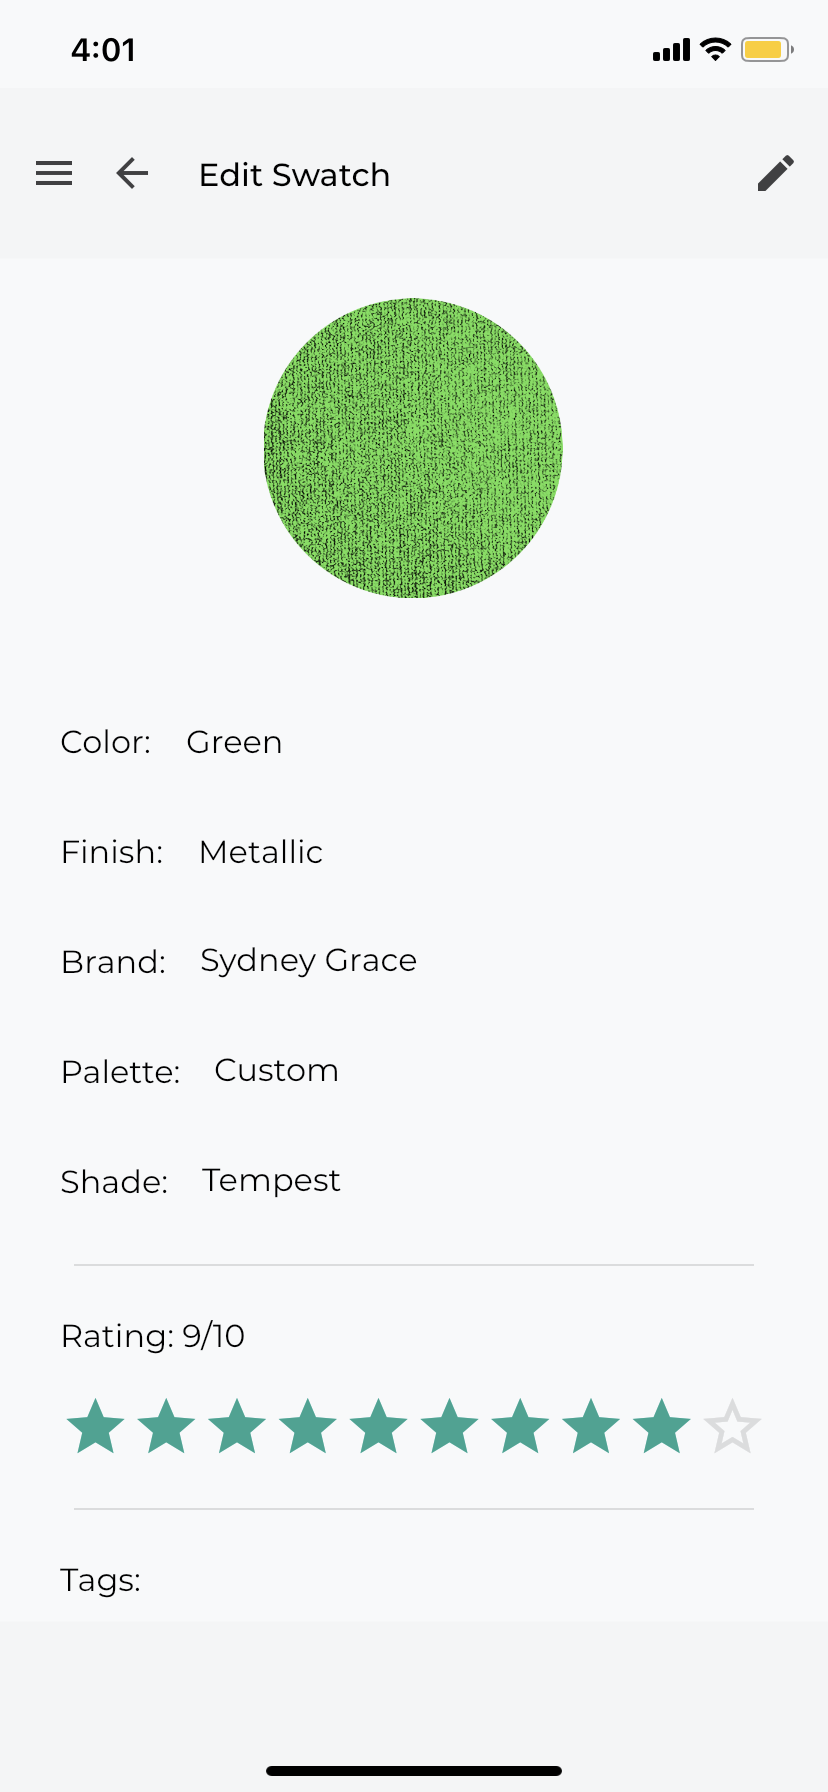 4:01
Edit Swatch
Color: Green
Finish: Metallic
Brand: Sydney Grace
Palette: Custom
Shade: Tempest
Rating: 9/10
Tags: